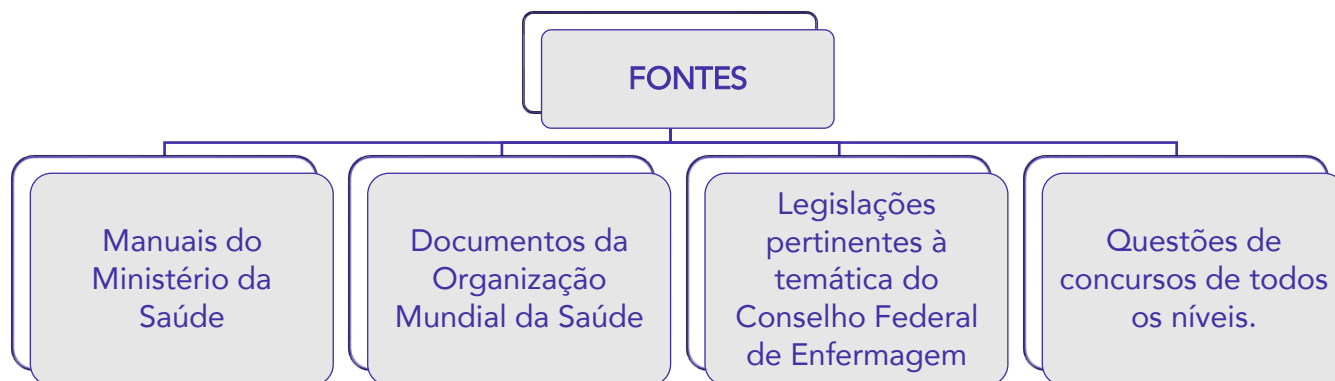 FONTES
Manuais do
Ministério da
Saúde
Documentos da
Organização
Mundial da Saúde
Legislações
pertinentes à
temática do
Conselho Federal
de Enfermagem
Questões de
concursos de todos
os níveis.